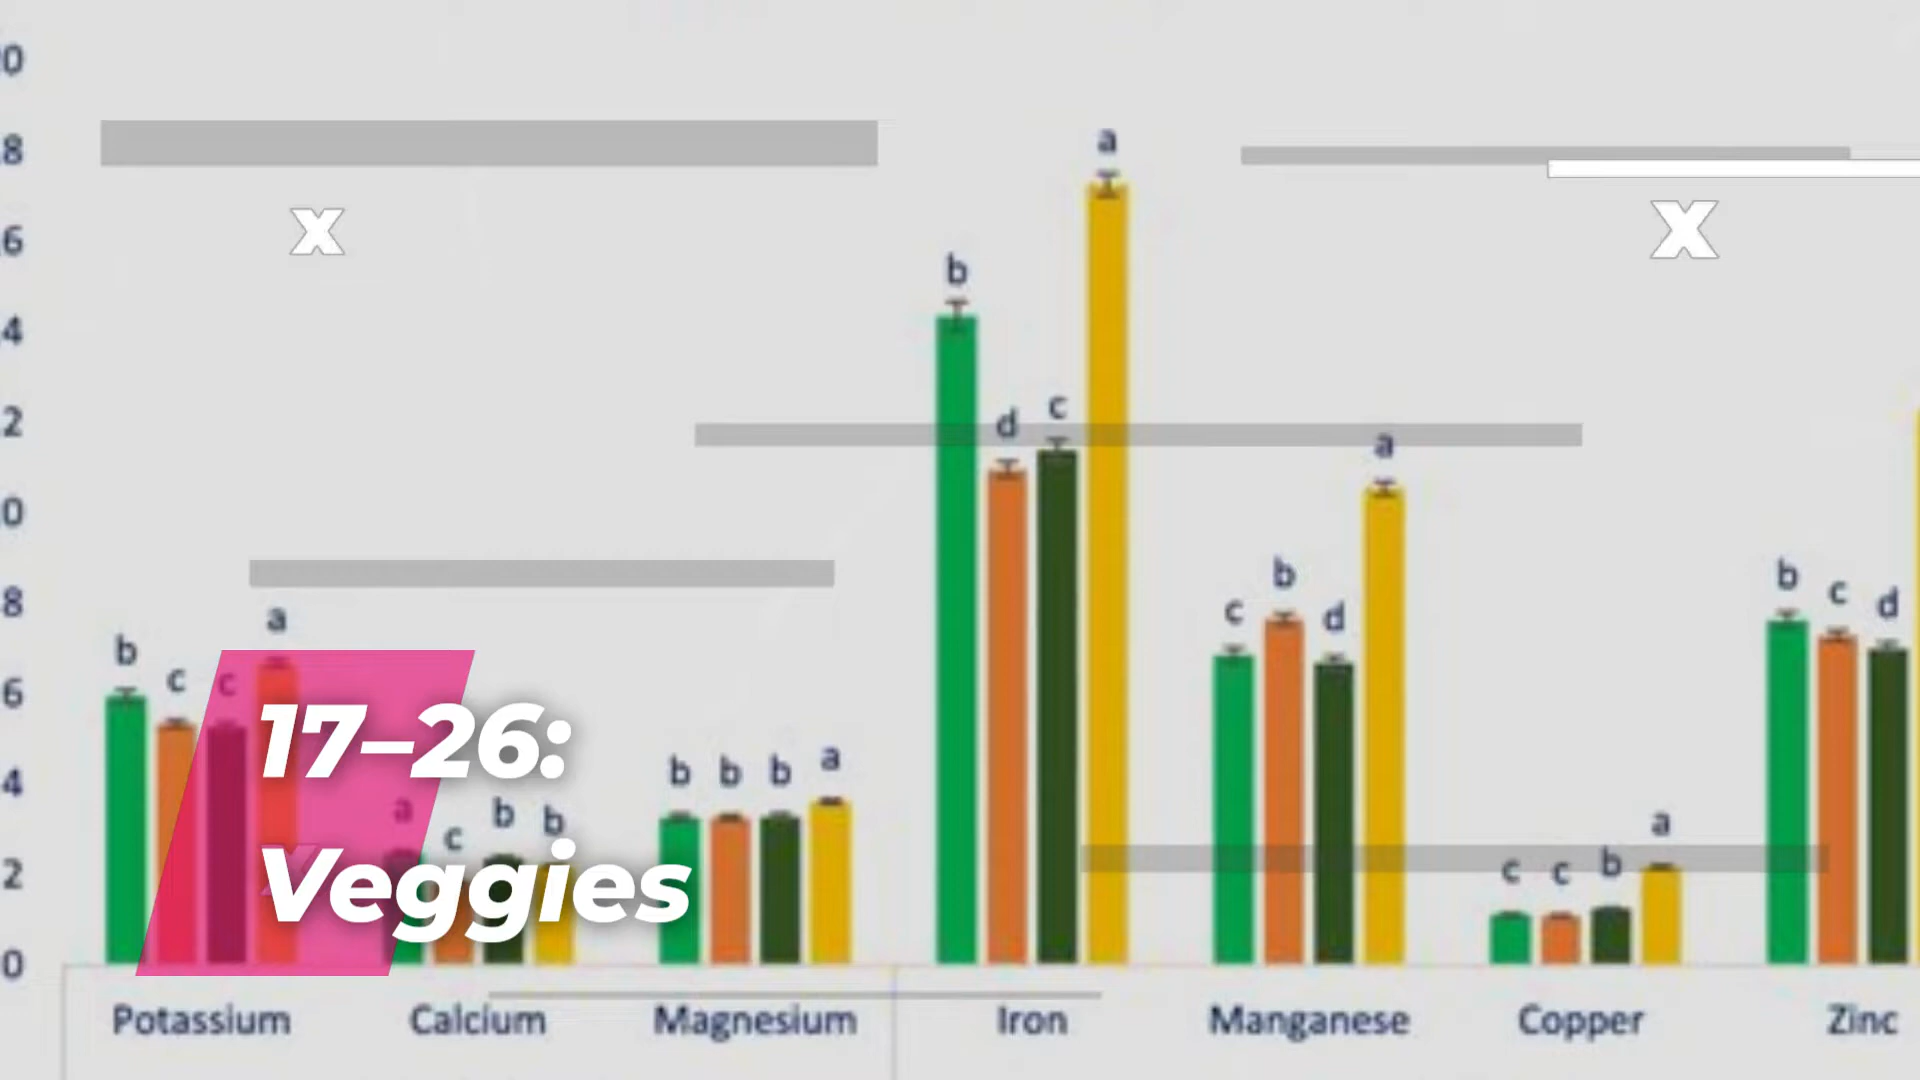 0
8
6
4
2
0
8
6
4
2
0
a
b
c
d
a
b
c
d
a
b
c
d
b
c
c
a
a
c
b
b
b
b
b
a
c
c
b
a
17–26:
Veggies
Potassium
Calcium
Magnesium
Iron
Manganese
Copper
Zinc